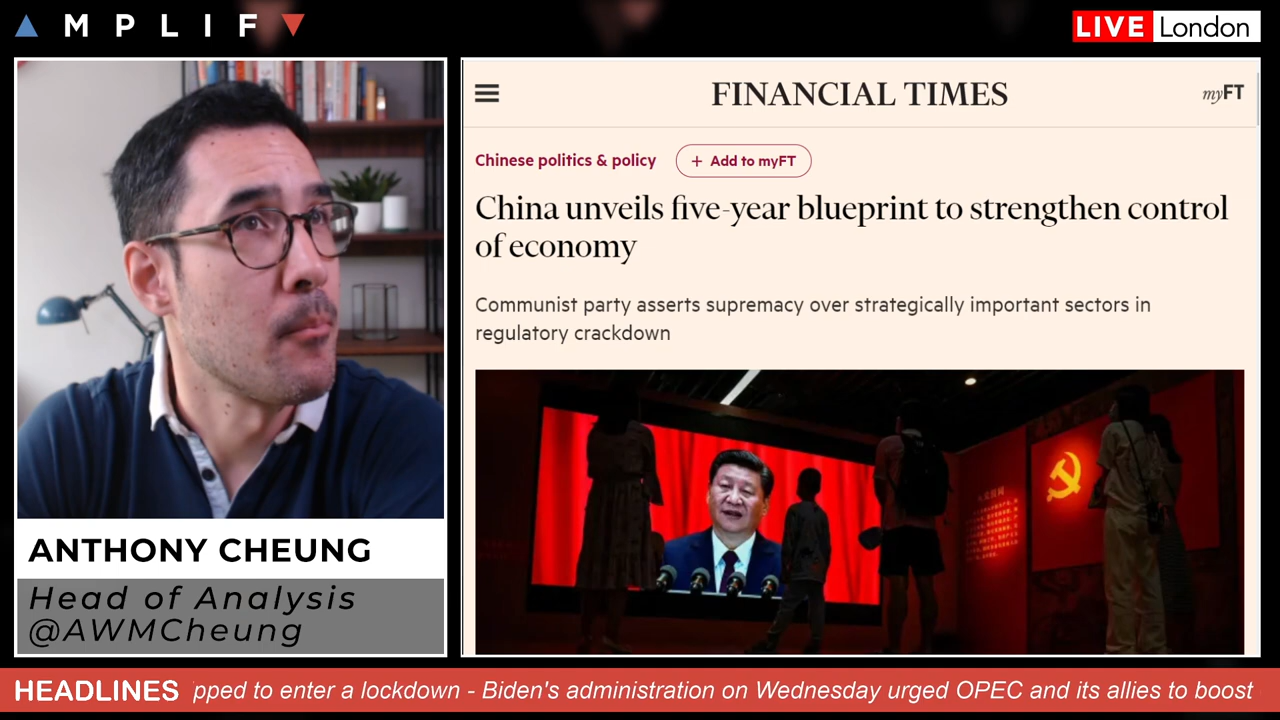 AMPLIFY
LIVE London
FINANCIAL TIMES
myFT
Chinese politics & policy
+ Add to myFT
China unveils five-year blueprint to strengthen control
of economy
Communist party asserts supremacy over strategically important sectors in
regulatory crackdown
ANTHONY CHEUNG
Head of Analysis
@AWMCheung
HEADLINES pped to enter a lockdown - Biden's administration on Wednesday urged OPEC and its allies to boost